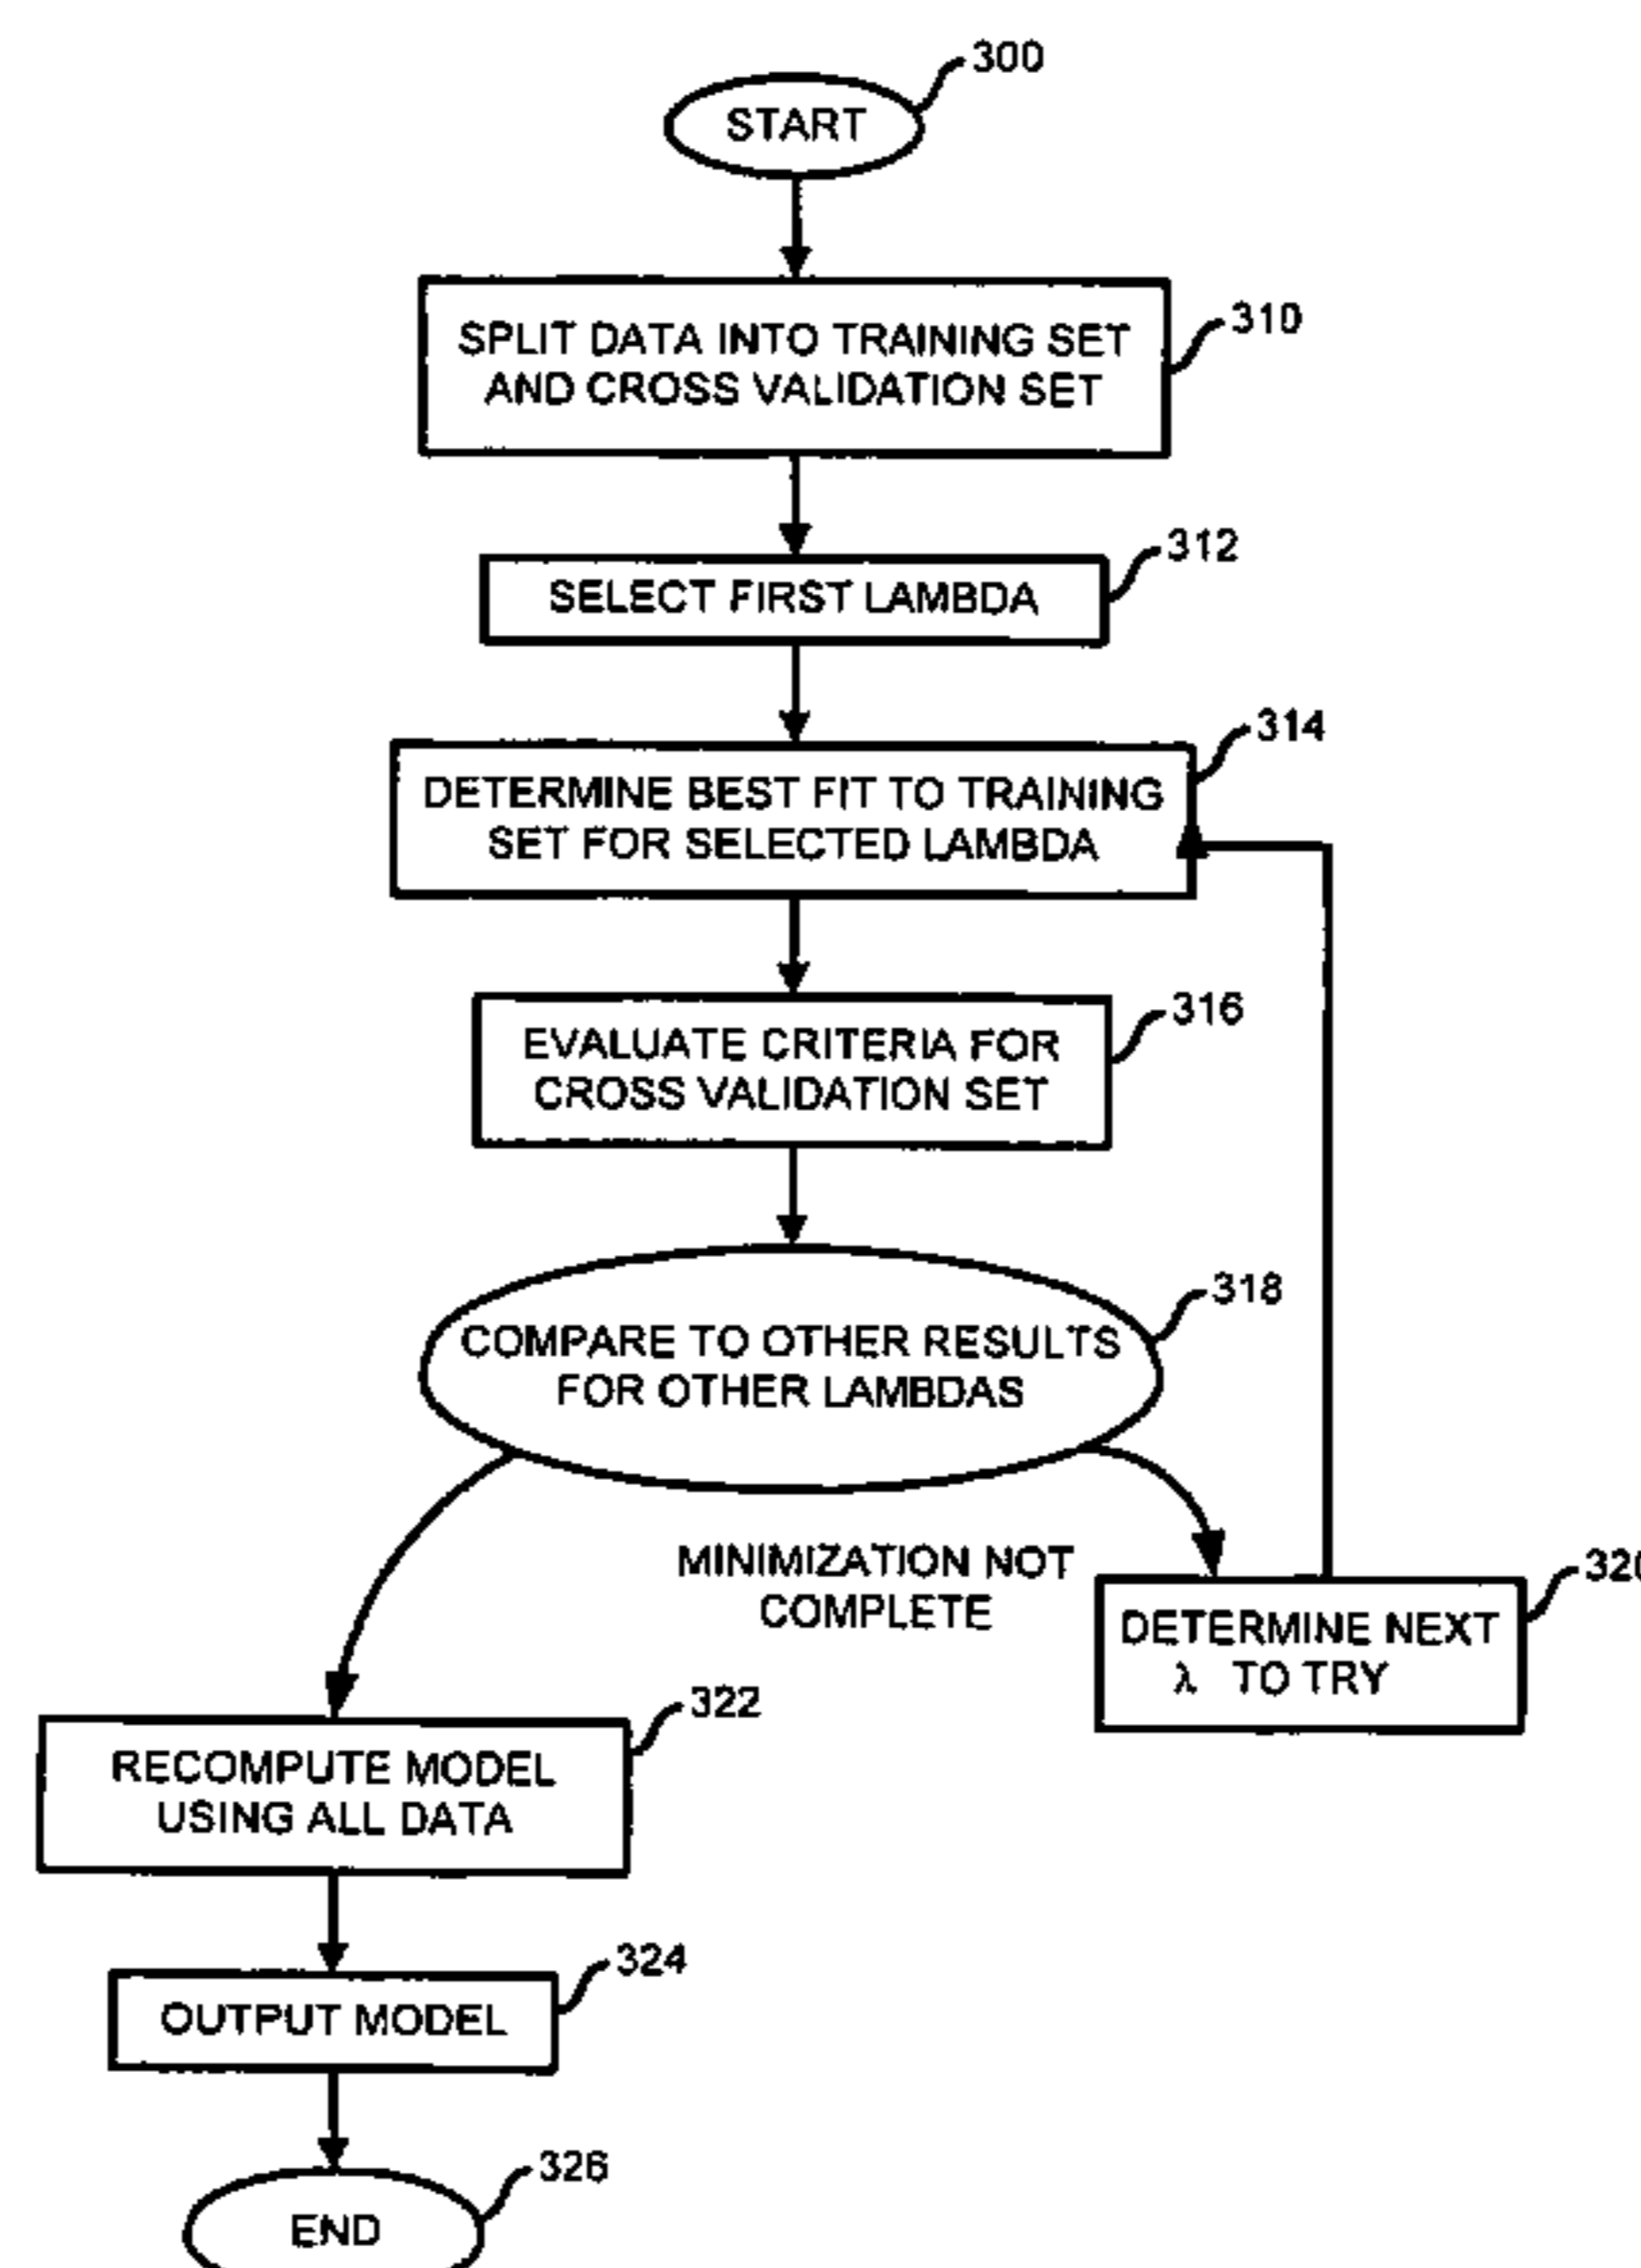 300
START
310
SPLIT DATA INTO TRAINING SET
AND CROSS VALIDATION SET
312
SELECT FIRST LAMBDA
314
DETERMINE BEST FIT TO TRAINING
SET FOR SELECTED LAMBDA
316
EVALUATE CRITERIA FOR
CROSS VALIDATION SET
318
COMPARE TO OTHER RESULTS
FOR OTHER LAMBDAS
MINIMIZATION NOT
COMPLETE
320
DETERMINE NEXT
λ TO TRY
322
RECOMPUTE MODEL
USING ALL DATA
324
OUTPUT MODEL
326
END